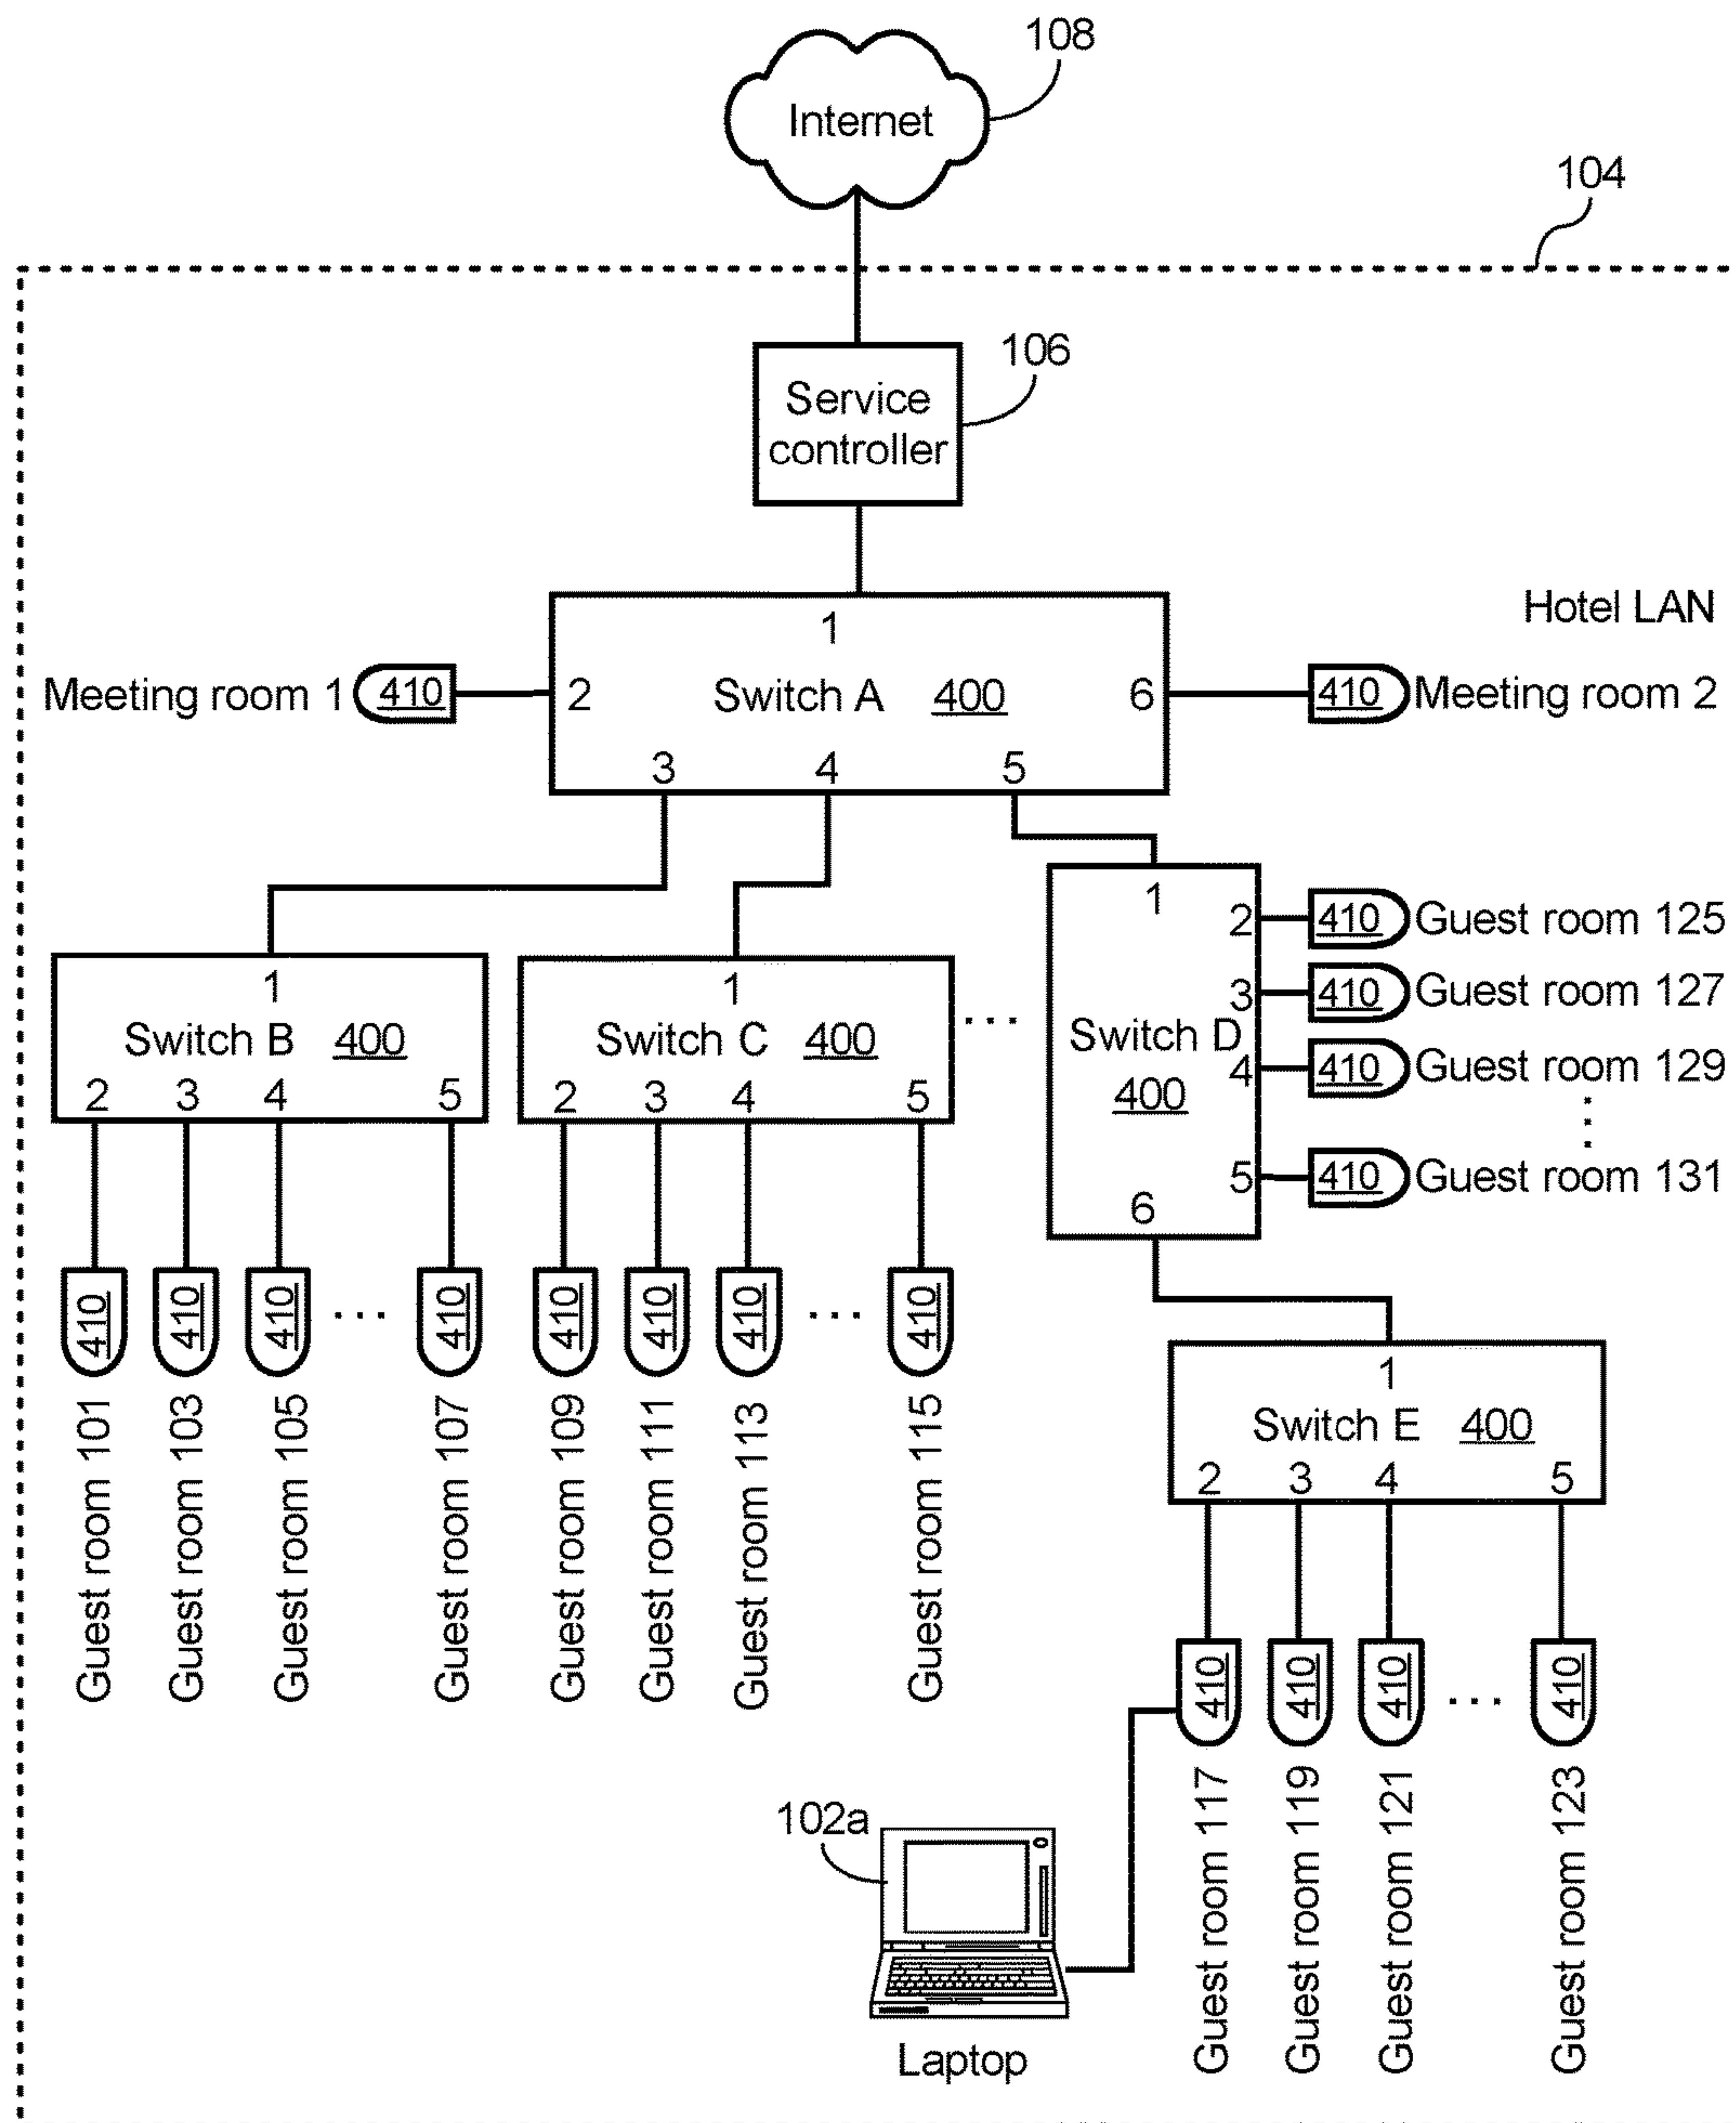 108
Internet
104
106
Service
controller
Hotel LAN
1
Meeting room 1 410 2 Switch A 400 6 410 Meeting room 2
3 4 5
1
2 410 Guest room 125
1 1
3 410 Guest room 127
Switch B 400 Switch C 400 ... Switch D
400
4 410 Guest room 129
2 3 4 5 2 3 4 5
5 410 Guest room 131
6
410 410 410 ... 410 410 410 410 ... 410
1
Switch E 400
2 3 4 5
Guest room 101
Guest room 103
Guest room 105
Guest room 107
Guest room 109
Guest room 111
Guest room 113
Guest room 115
410 410 410 ... 410
Guest room 117
Guest room 119
Guest room 121
Guest room 123
102a
Laptop